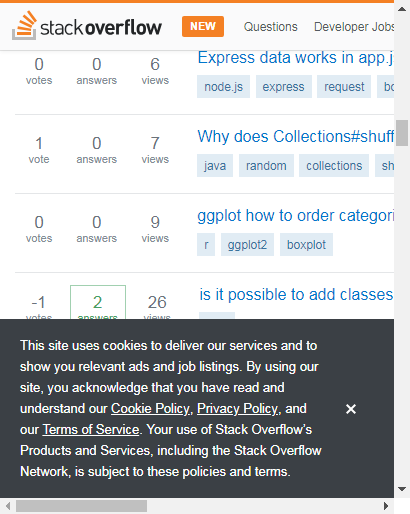 stackoverflow NEW Questions Developer Jobs
0 0 6 Express data works in app.j
votes answers views
node.js express request
1 0 7 Why does Collections#shuff
vote answers views
java random collections sh
0 0 9 ggplot how to order categori
votes answers views
r ggplot2 boxplot
-1 2 26 is it possible to add classes
votes answers views
This site uses cookies to deliver our services and to
show you relevant ads and job listings. By using our
site, you acknowledge that you have read and
understand our Cookie Policy, Privacy Policy, and
our Terms of Service. Your use of Stack Overflow's
Products and Services, including the Stack Overflow
Network, is subject to these policies and terms.